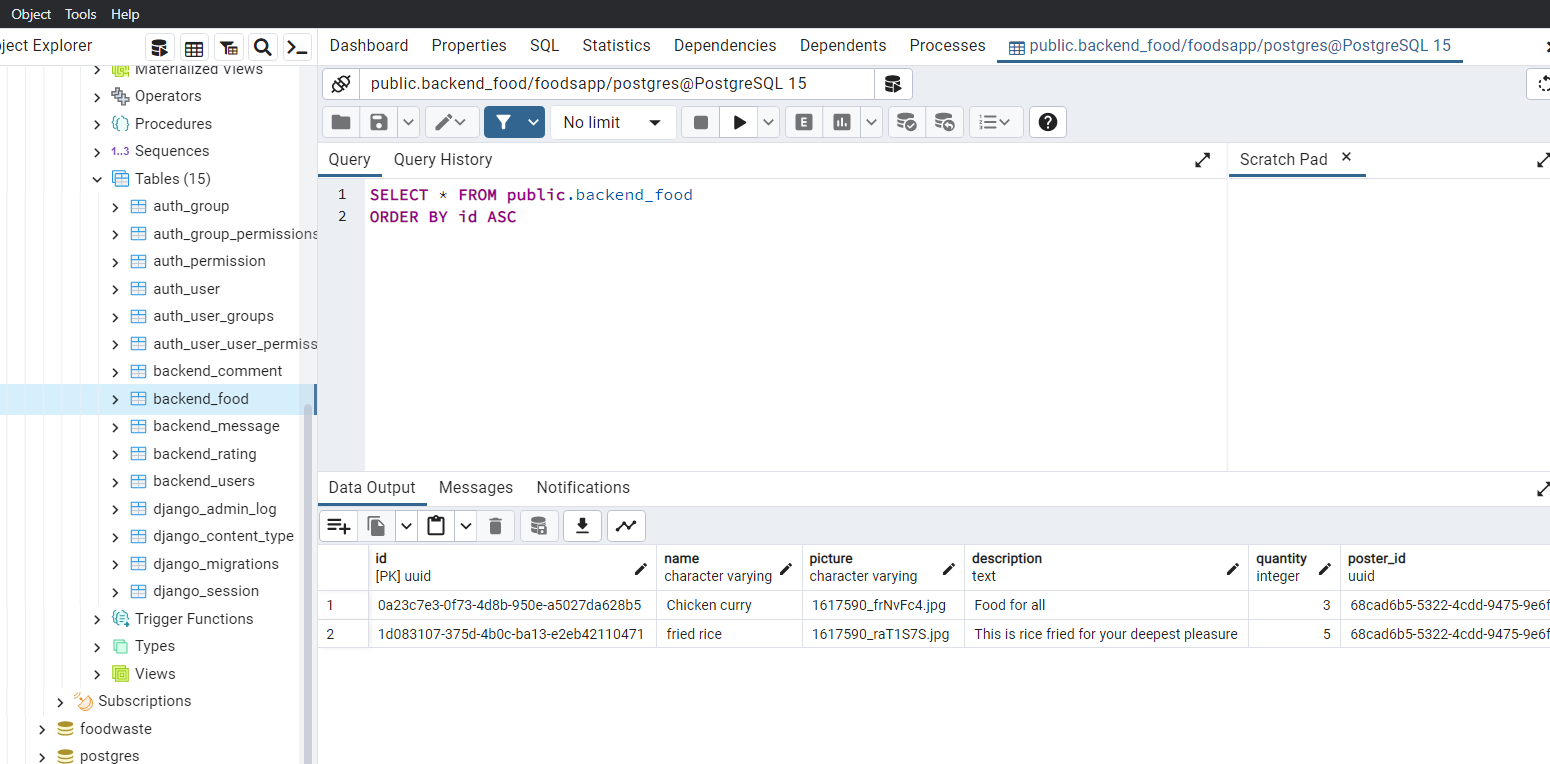 Object Tools Help
ject Explorer
Dashboard Properties SQL Statistics Dependencies Dependents Processes public.backend_food/foodsapp/postgres@PostgreSQL 15
Materialized Views
Operators
Procedures
1..3 Sequences
Tables (15)
auth_group
auth_group_permissions
auth_permission
auth_user
auth_user_groups
auth_user_user_permiss
backend_comment
backend_food
backend_message
backend_rating
backend_users
django_admin_log
django_content_type
django_migrations
django_session
Trigger Functions
Types
Views
Subscriptions
foodwaste
postgres
public.backend_food/foodsapp/postgres@PostgreSQL 15
No limit
E
Query Query History
Scratch Pad
1 SELECT * FROM public.backend_food
2 ORDER BY id ASC
Data Output Messages Notifications
id name picture description quantity poster_id
[PK] uuid character varying character varying text integer uuid
1 0a23c7e3-0f73-4d8b-950e-a5027da628b5 Chicken curry 1617590_frNvFc4.jpg Food for all 3 68cad6b5-5322-4cdd-9475-9e6f
2 1d083107-375d-4b0c-ba13-e2eb42110471 fried rice 1617590_raT1S7S.jpg This is rice fried for your deepest pleasure 5 68cad6b5-5322-4cdd-9475-9e6f